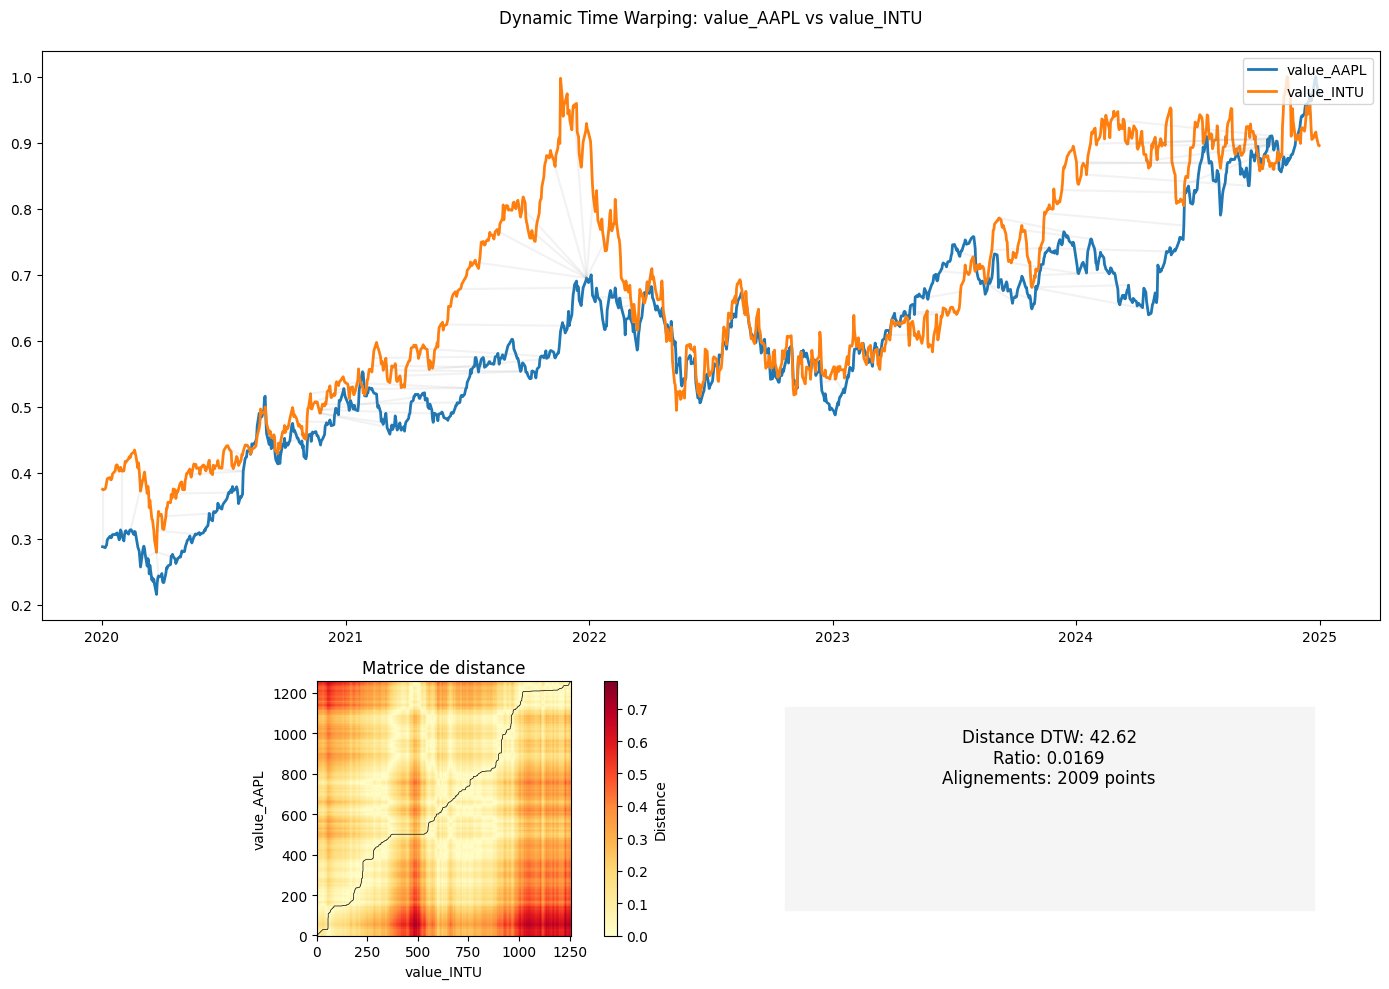 Dynamic Time Warping: value_AAPL vs value_INTU
value_AAPL
value_INTU
1.0
0.9
0.8
0.7
0.6
0.5
0.4
0.3
0.2
2020 2021 2022 2023 2024 2025
Matrice de distance
value_AAPL
1200
1000
800
600
400
200
0
0 250 500 750 1000 1250
value_INTU
0.7
0.6
0.5
0.4
0.3
0.2
0.1
0.0
Distance
Distance DTW: 42.62
Ratio: 0.0169
Alignements: 2009 points